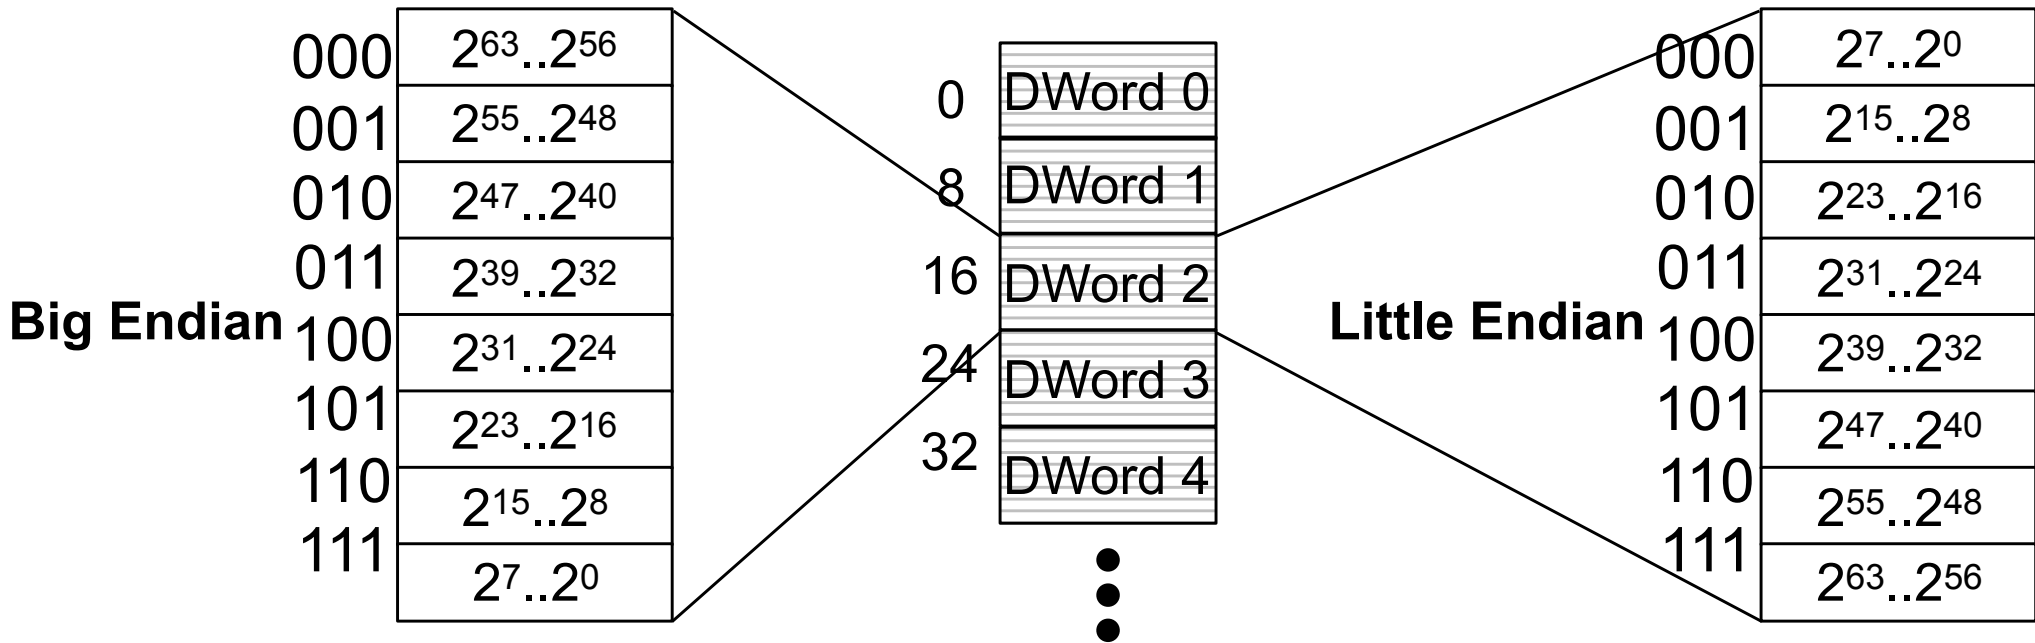 Big Endian
000 2⁶³..2⁵⁶
001 2⁵⁵..2⁴⁸
010 2⁴⁷..2⁴⁰
011 2³⁹..2³²
100 2³¹..2²⁴
101 2²³..2¹⁶
110 2¹⁵..2⁸
111 2⁷..2⁰
0 DWord 0
8 DWord 1
16 DWord 2
24 DWord 3
32 DWord 4
Little Endian
000 2⁷..2⁰
001 2¹⁵..2⁸
010 2²³..2¹⁶
011 2³¹..2²⁴
100 2³⁹..2³²
101 2⁴⁷..2⁴⁰
110 2⁵⁵..2⁴⁸
111 2⁶³..2⁵⁶